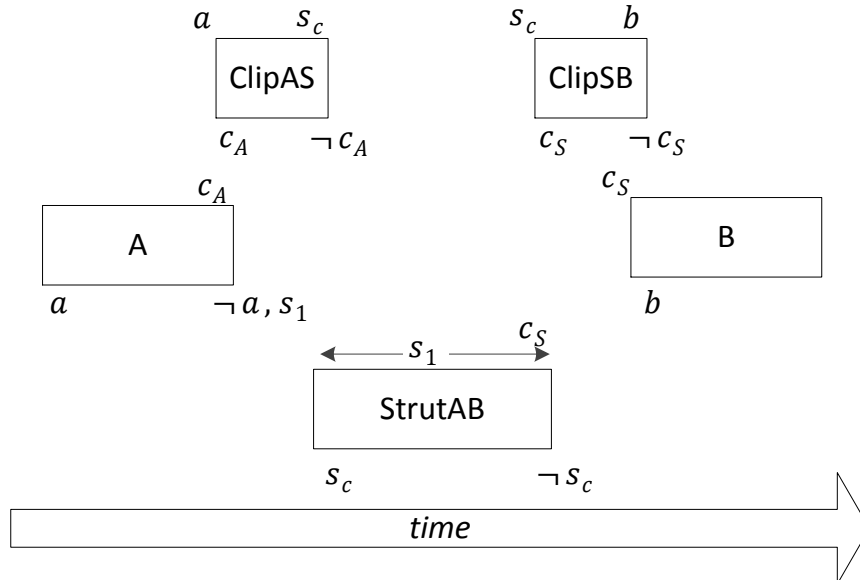 a s_c s_c b
ClipAS ClipSB
c_A ¬ c_A c_S ¬ c_S
c_A c_S
A B
a ¬ a , s_1 b
s_1 c_S
StrutAB
s_c ¬ s_c
time